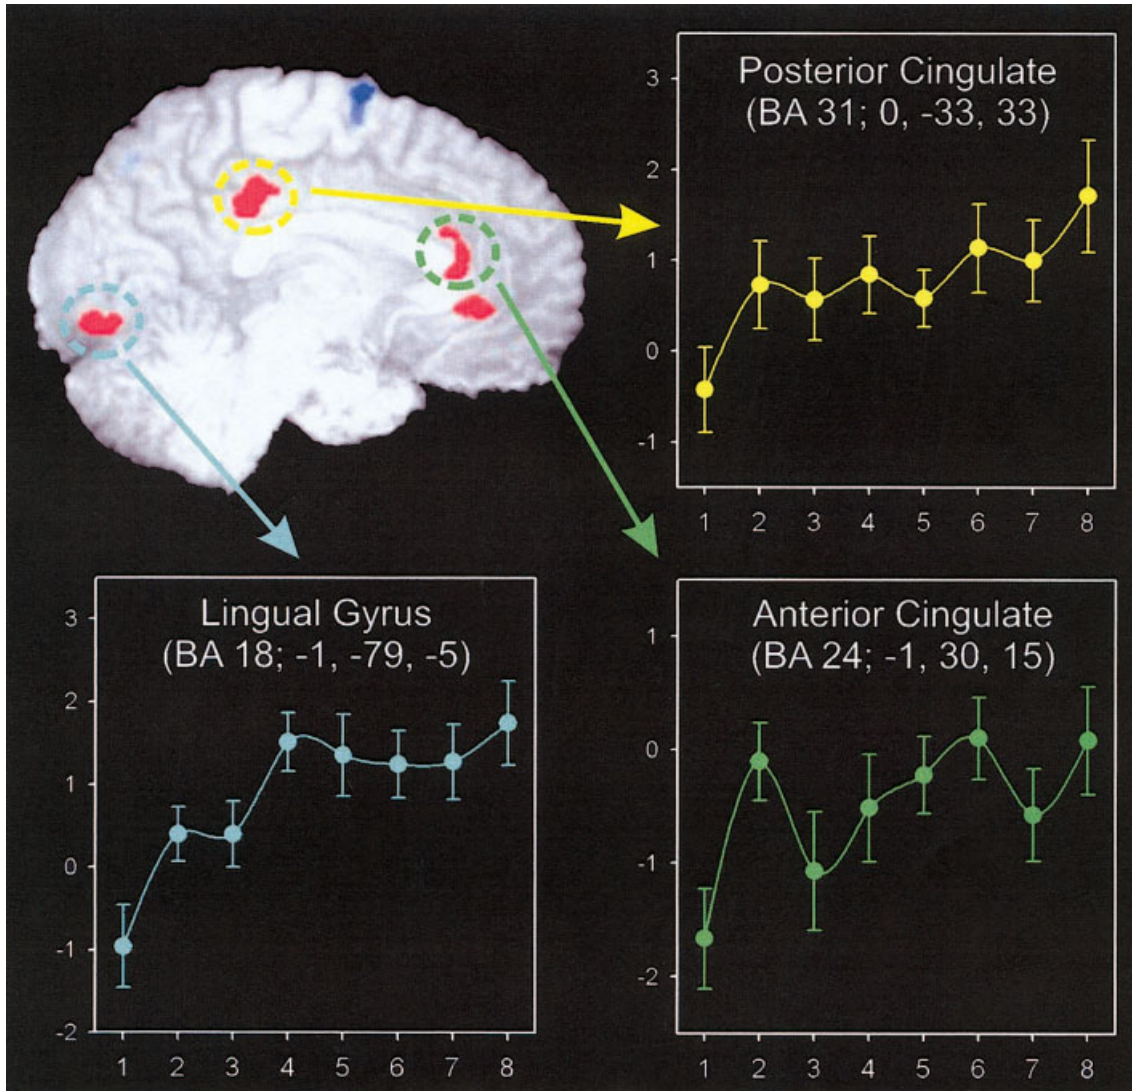 Posterior Cingulate
(BA 31; 0, -33, 33)
3
2
1
0
-1
1 2 3 4 5 6 7 8
Lingual Gyrus
(BA 18; -1, -79, -5)
3
2
1
0
-1
-2
1 2 3 4 5 6 7 8
Anterior Cingulate
(BA 24; -1, 30, 15)
1
0
-1
-2
1 2 3 4 5 6 7 8